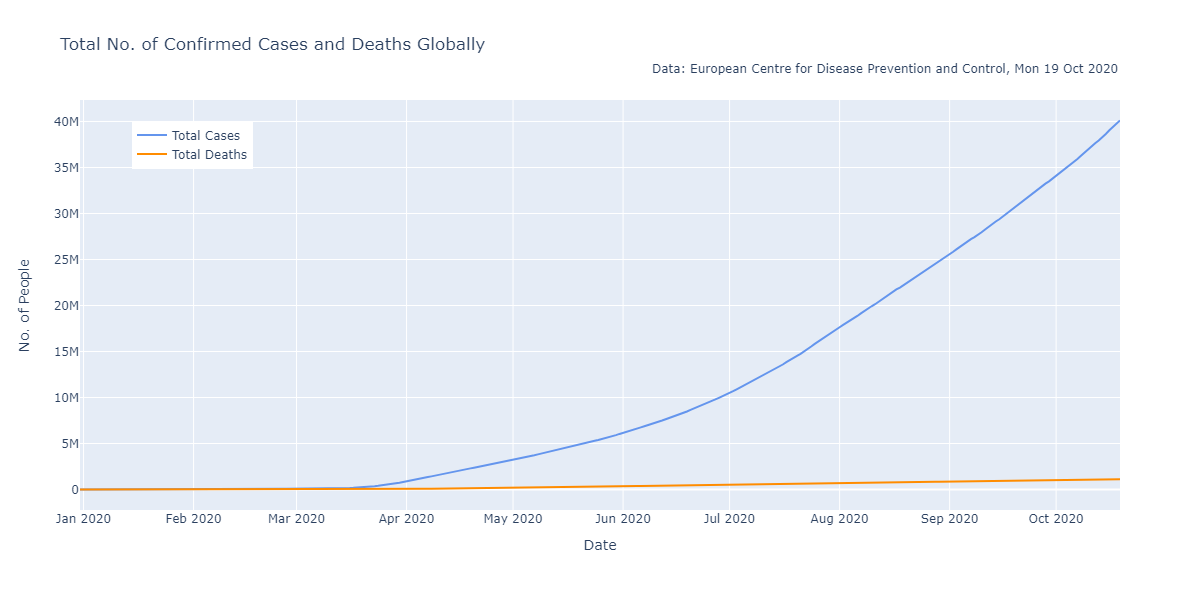 Total No. of Confirmed Cases and Deaths Globally
Data: European Centre for Disease Prevention and Control, Mon 19 Oct 2020
Total Cases
Total Deaths
40M
35M
30M
25M
20M
15M
10M
5M
0
No. of People
Jan 2020 Feb 2020 Mar 2020 Apr 2020 May 2020 Jun 2020 Jul 2020 Aug 2020 Sep 2020 Oct 2020
Date